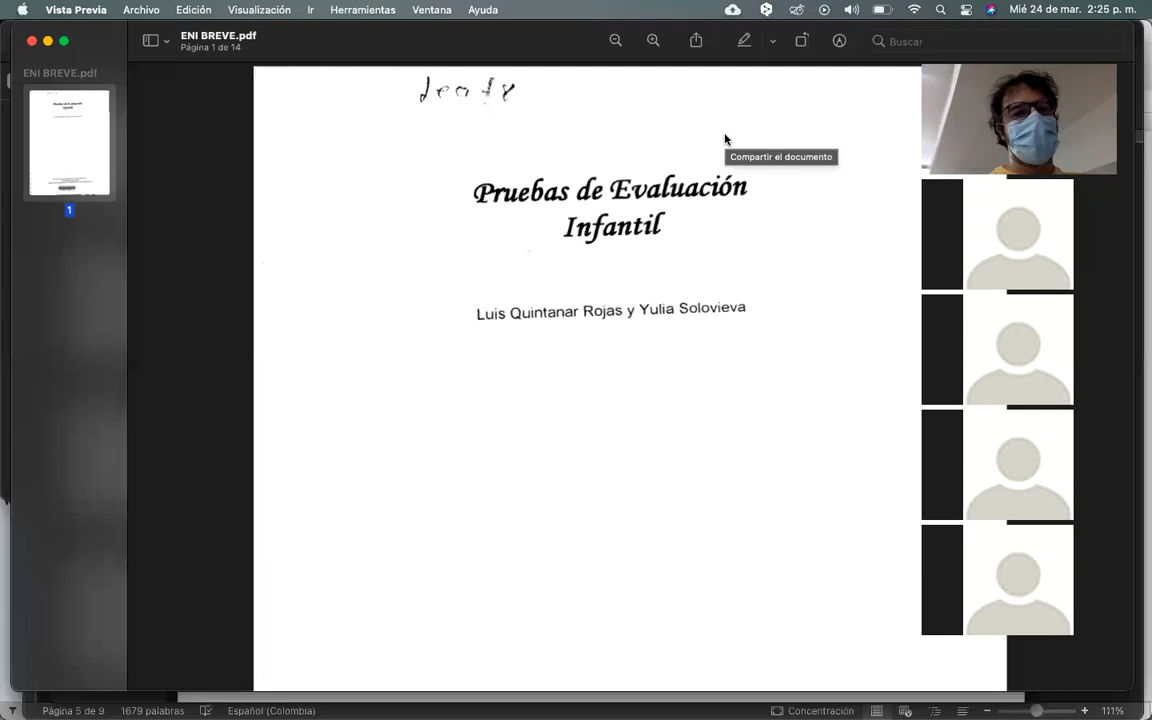 Vista Previa Archivo Edición Visualización Ir Herramientas Ventana Ayuda Mié 24 de mar. 2:25 p. m.
ENI BREVE.pdf
Página 1 de 14
Buscar
ENI BREVE.pdf
1
Compartir el documento
Pruebas de Evaluación
Infantil
Luis Quintanar Rojas y Yulia Solovieva
Página 5 de 9 1679 palabras Español (Colombia) Concentración 111%